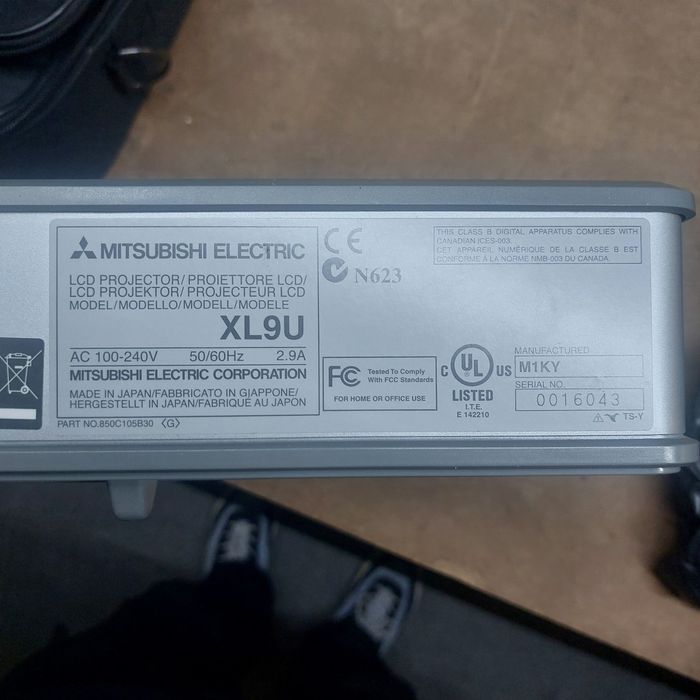 MITSUBISHI ELECTRIC
LCD PROJECTOR/ PROIETTORE LCD/
LCD PROJEKTOR/ PROJECTEUR LCD
MODEL/MODELLO/MODELL/MODELE
XL9U
AC 100-240V 50/60Hz 2.9A
MITSUBISHI ELECTRIC CORPORATION
MADE IN JAPAN/FABBRICATO IN GJAPPONE/
HERGESTELLT IN JAPAN/FABRIQUÉ AU JAPON
PART NO.850C105B30 〈G〉
CE
N623
THIS CLASS B DIGITAL APPARATUS COMPLIES WITH
CANADIAN ICES-003.
CET APPAREIL NUMÉRIQUE DE LA CLASSE B EST
CONFORME À LA NORME NMB-003 DU CANADA.
FC Tested To Comply
With FCC Standards
FOR HOME OR OFFICE USE
C UL US
LISTED
I.T.E.
E 142210
MANUFACTURED
M1KY
SERIAL NO.
0016043
TS-Y